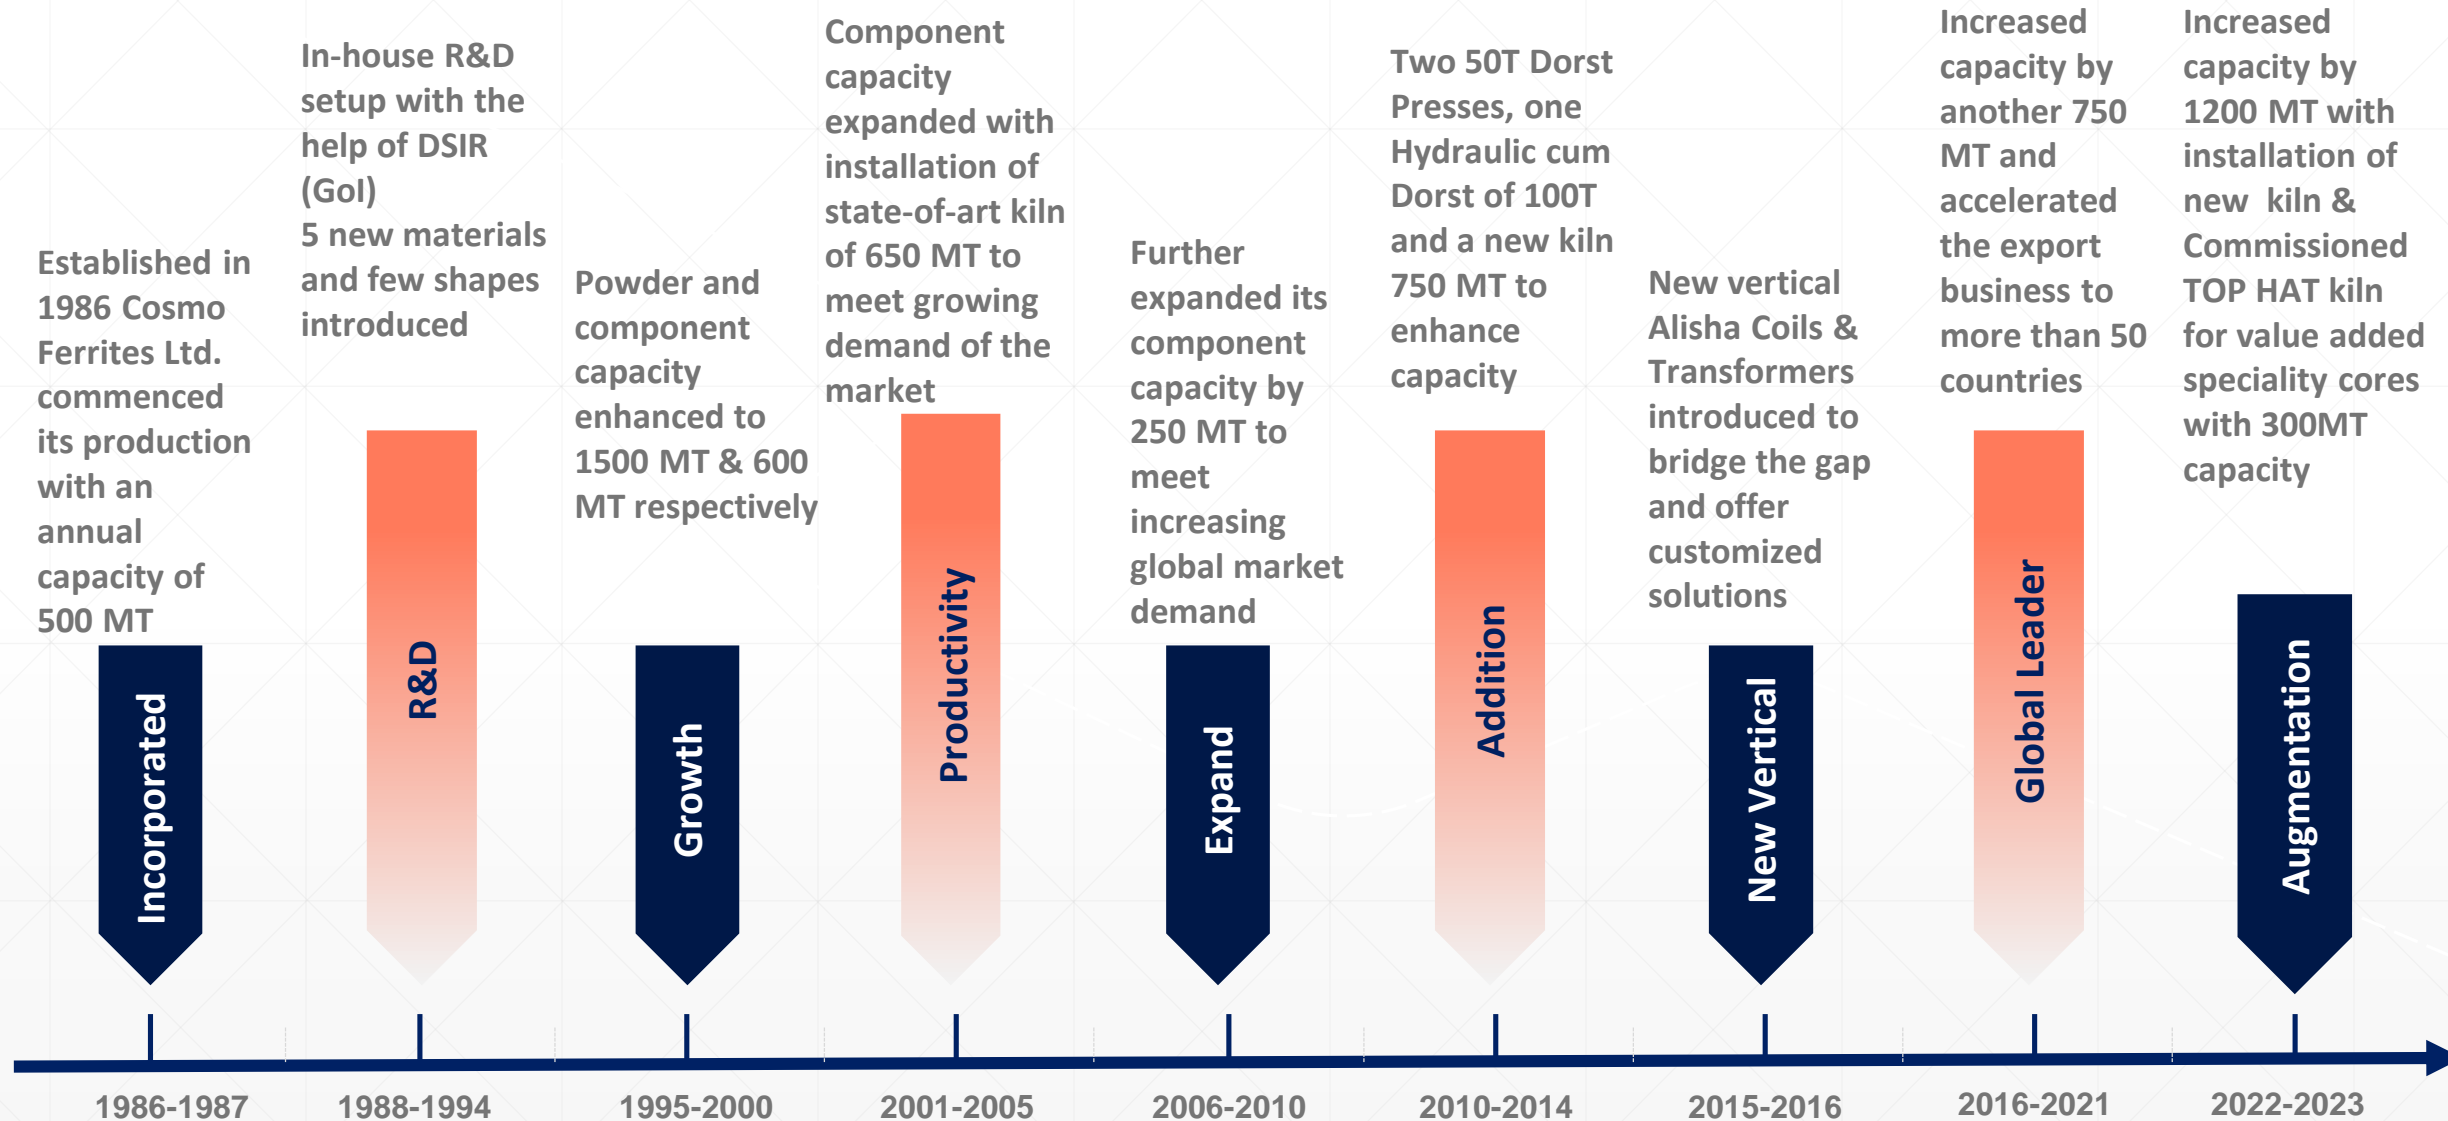 Established in
1986 Cosmo
Ferrites Ltd.
commenced
its production
with an
annual
capacity of
500 MT
Incorporated
1986-1987
In-house R&D
setup with the
help of DSIR
(GoI)
5 new materials
and few shapes
introduced
R&D
1988-1994
Powder and
component
capacity
enhanced to
1500 MT & 600
MT respectively
Growth
1995-2000
Component
capacity
expanded with
installation of
state-of-art kiln
of 650 MT to
meet growing
demand of the
market
Productivity
2001-2005
Further
expanded its
component
capacity by
250 MT to
meet
increasing
global market
demand
Expand
2006-2010
Two 50T Dorst
Presses, one
Hydraulic cum
Dorst of 100T
and a new kiln
750 MT to
enhance
capacity
Addition
2010-2014
New vertical
Alisha Coils &
Transformers
introduced to
bridge the gap
and offer
customized
solutions
New Vertical
2015-2016
Increased
capacity by
another 750
MT and
accelerated
the export
business to
more than 50
countries
Global Leader
2016-2021
Increased
capacity by
1200 MT with
installation of
new kiln &
Commissioned
TOP HAT kiln
for value added
speciality cores
with 300MT
capacity
Augmentation
2022-2023